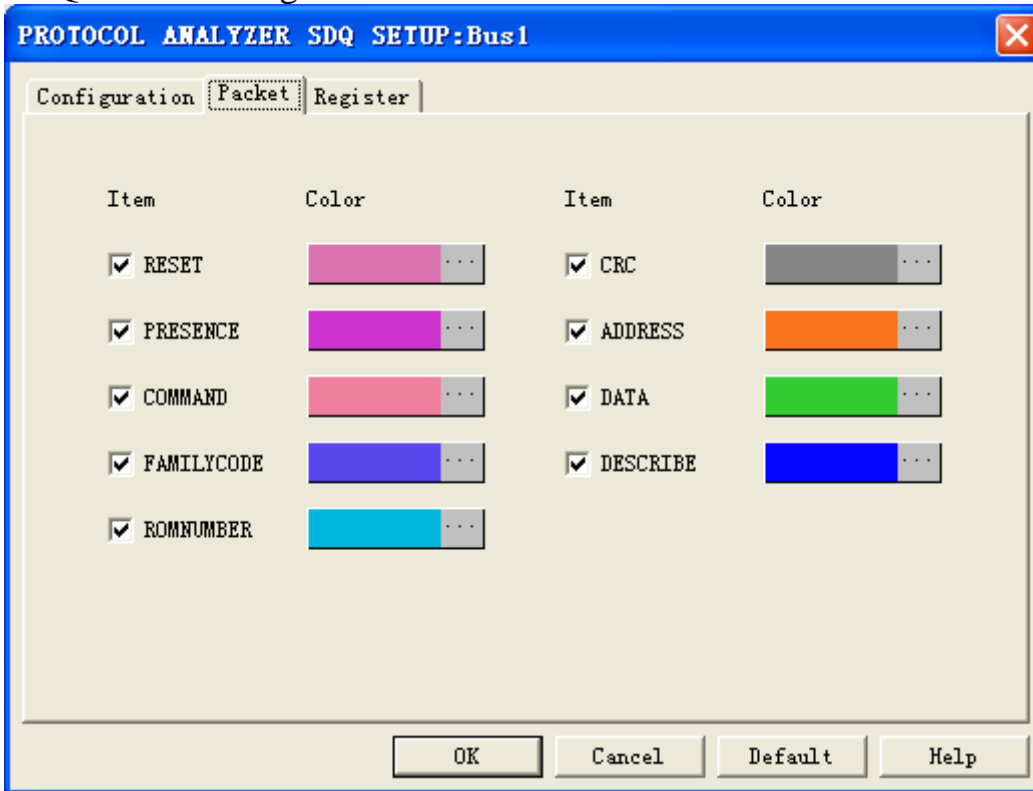 PROTOCOL ANALYZER SDQ SETUP:Bus1
Configuration Packet Register
Item Color Item Color
RESET ... CRC ...
PRESENCE ... ADDRESS ...
COMMAND ... DATA ...
FAMILYCODE ... DESCRIBE ...
ROMNUMBER ...
OK Cancel Default Help